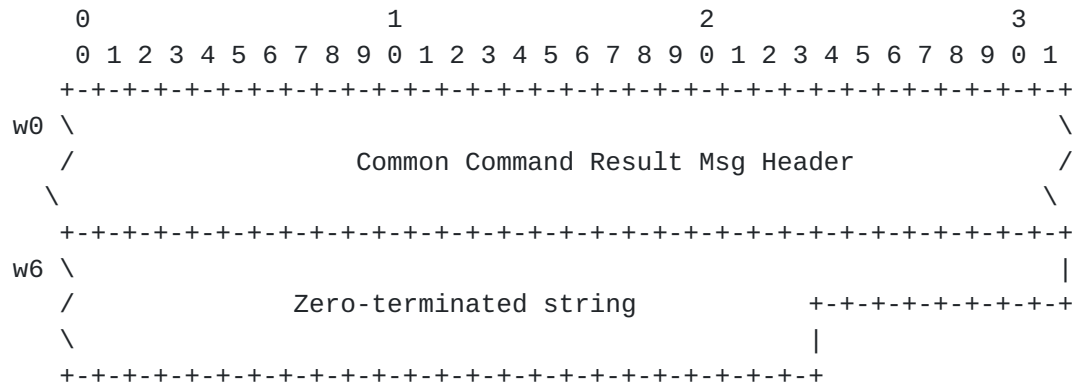 0                   1                   2                   3
 0 1 2 3 4 5 6 7 8 9 0 1 2 3 4 5 6 7 8 9 0 1 2 3 4 5 6 7 8 9 0 1
+-+-+-+-+-+-+-+-+-+-+-+-+-+-+-+-+-+-+-+-+-+-+-+-+-+-+-+-+-+-+-+-+
w0 \                                                               \
/                  Common Command Result Msg Header             /
\                                                               \
+-+-+-+-+-+-+-+-+-+-+-+-+-+-+-+-+-+-+-+-+-+-+-+-+-+-+-+-+-+-+-+-+
w6 \                                                               |
/              Zero-terminated string           +-+-+-+-+-+-+-+-+
\                                               |
+-+-+-+-+-+-+-+-+-+-+-+-+-+-+-+-+-+-+-+-+-+-+-+-+